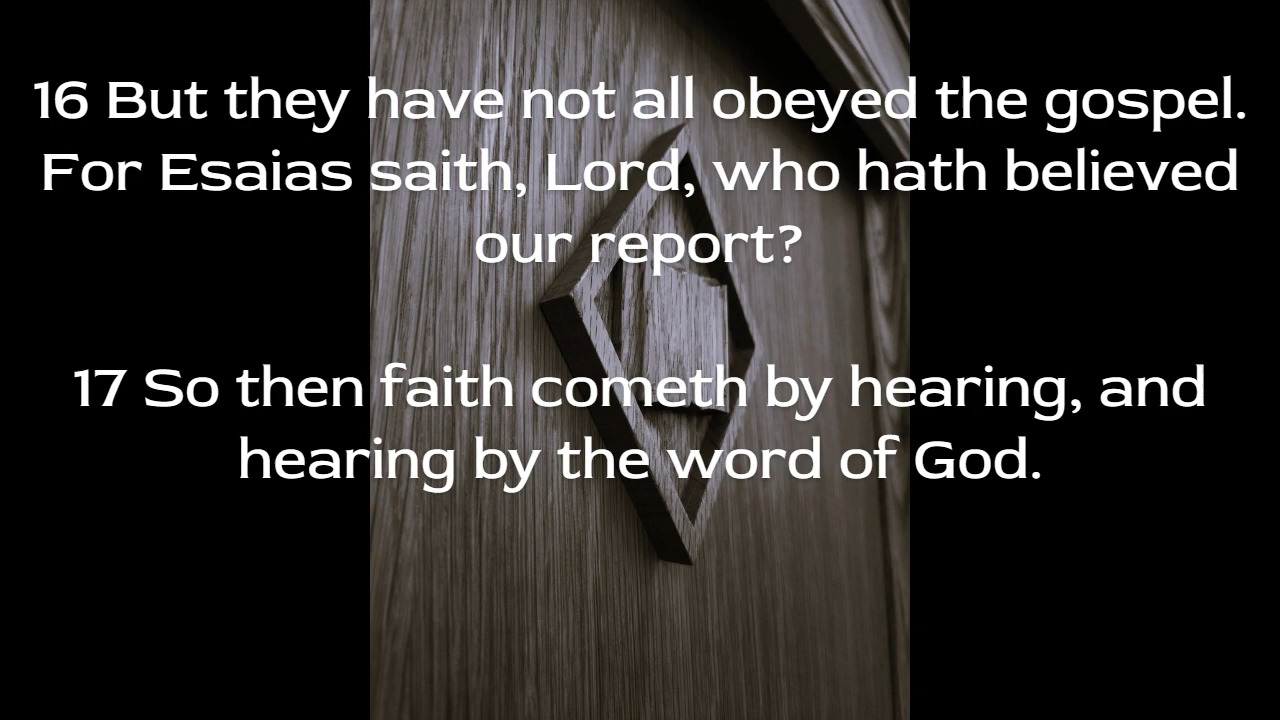 16 But they have not all obeyed the gospel.
For Esaias saith, Lord, who hath believed
our report?
17 So then faith cometh by hearing, and
hearing by the word of God.